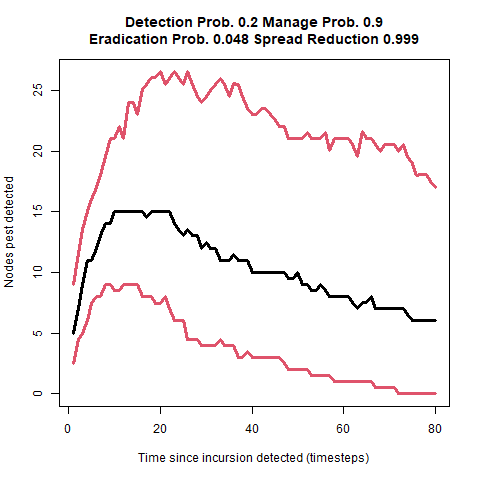 Detection Prob. 0.2 Manage Prob. 0.9
Eradication Prob. 0.048 Spread Reduction 0.999
Nodes pest detected
25
20
15
10
5
0
0 20 40 60 80
Time since incursion detected (timesteps)